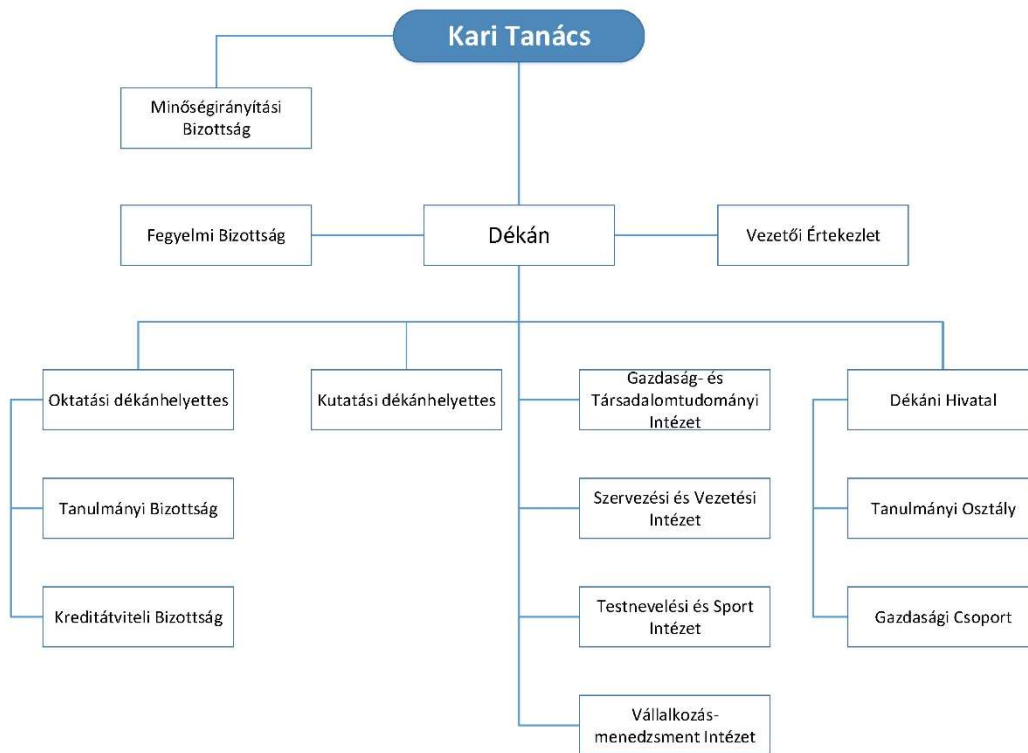 Kari Tanács
Minőségirányítási
Bizottság
Fegyelmi Bizottság
Dékán
Vezetői Értekezlet
Oktatási dékánhelyettes
Kutatási dékánhelyettes
Gazdaság- és
Társadalomtudományi
Intézet
Dékáni Hivatal
Tanulmányi Bizottság
Szervezési és Vezetési
Intézet
Tanulmányi Osztály
Kreditátviteli Bizottság
Testnevelési és Sport
Intézet
Gazdasági Csoport
Vállalkozás-
menedzsment Intézet